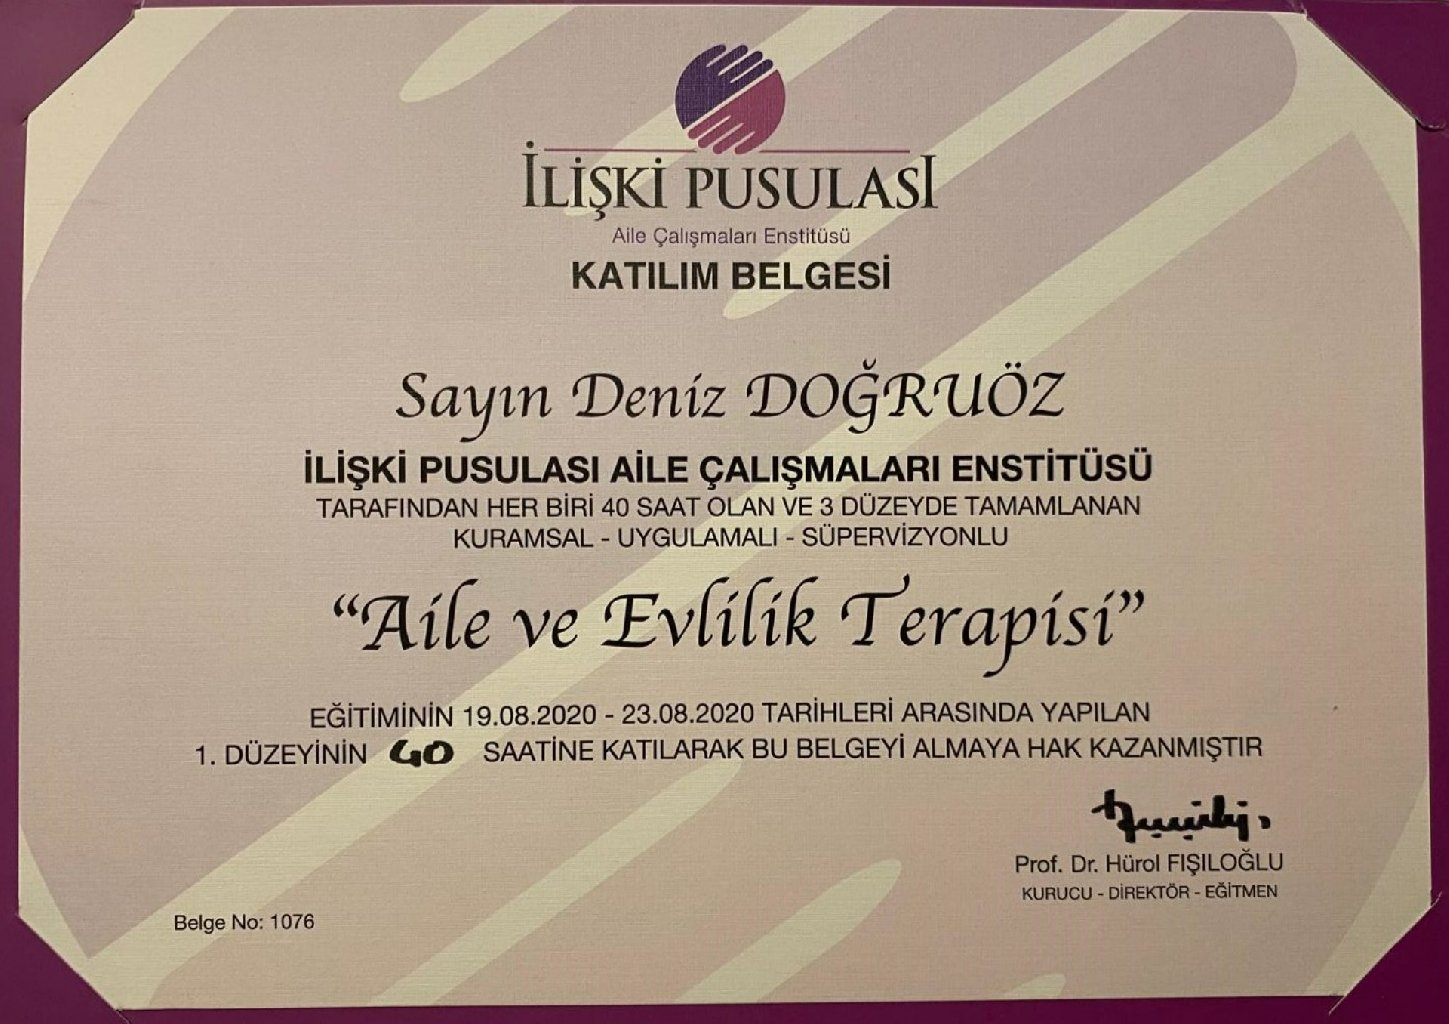 İLİŞKİ PUSULASI
Aile Çalışmaları Enstitüsü
KATILIM BELGESİ
Sayın Deniz DOĞRUÖZ
İLİŞKİ PUSULASI AİLE ÇALIŞMALARI ENSTİTÜSÜ
TARAFINDAN HER BİRİ 40 SAAT OLAN VE 3 DÜZEYDE TAMAMLANAN
KURAMSAL - UYGULAMALI - SÜPERVİZYONLU
“Aile ve Evlilik Terapisi”
EĞİTİMİNİN 19.08.2020 - 23.08.2020 TARİHLERİ ARASINDA YAPILAN
1. DÜZEYİNİN 40 SAATİNE KATILARAK BU BELGEYİ ALMAYA HAK KAZANMIŞTIR
Prof. Dr. Hürol FIŞILOĞLU
KURUCU - DİREKTÖR - EĞİTMEN
Belge No: 1076